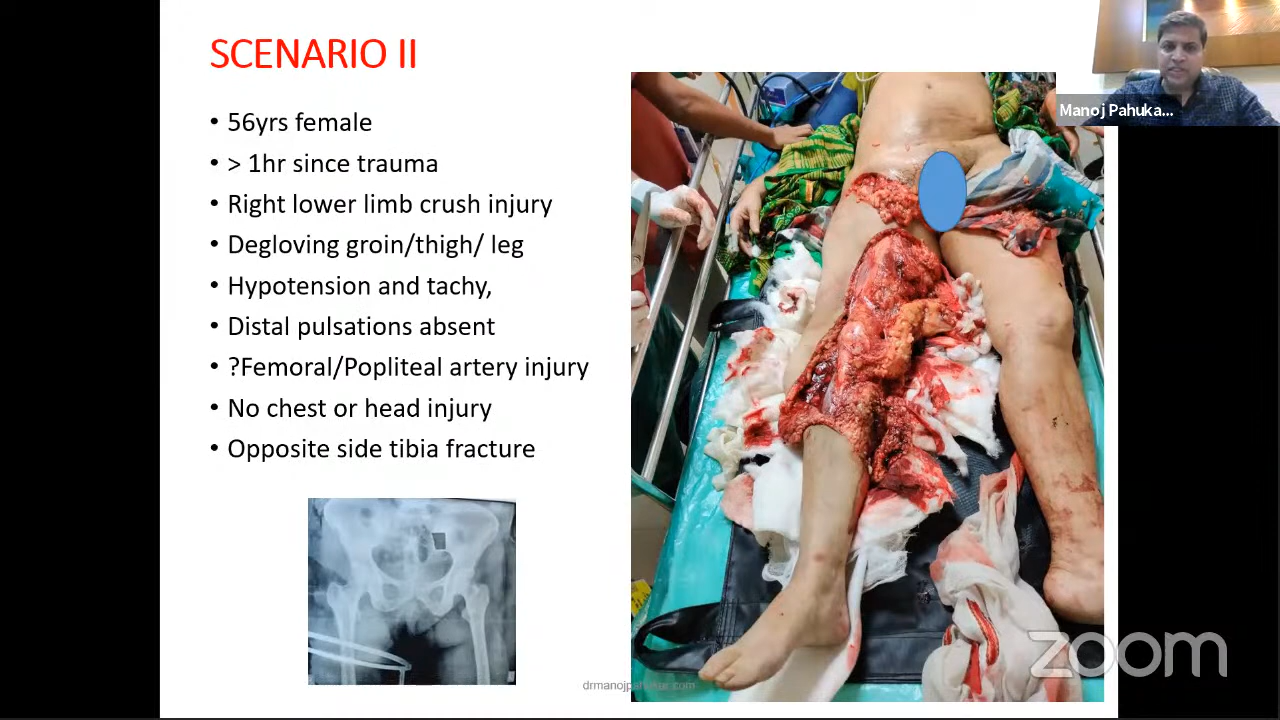 SCENARIO II
• 56yrs female
• > 1hr since trauma
• Right lower limb crush injury
• Degloving groin/thigh/ leg
• Hypotension and tachy,
• Distal pulsations absent
• ?Femoral/Popliteal artery injury
• No chest or head injury
• Opposite side tibia fracture
Manoj Pahuka...
drmanojpahukar.com
zoom